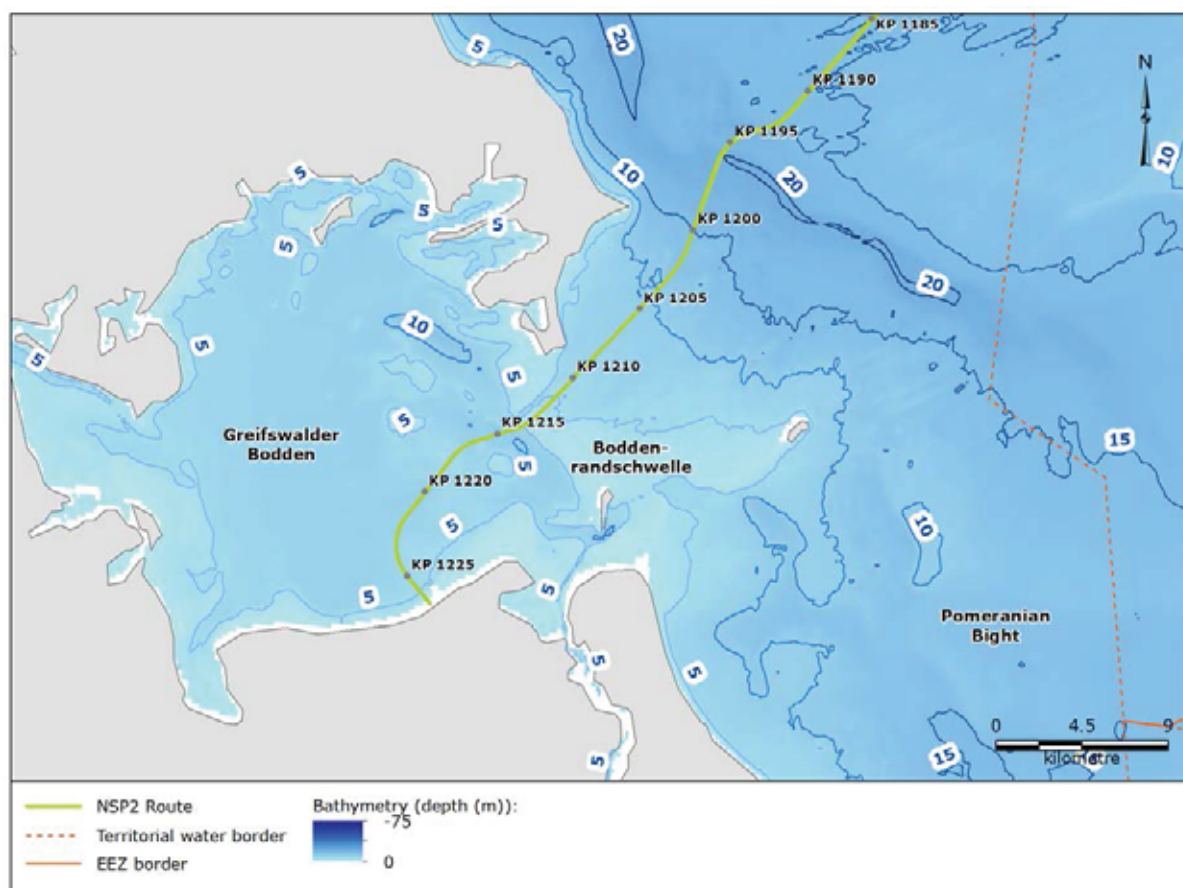 5
20
KP 1185
KP 1190
N
KP 1195
10
5
10
20
5
5
5
KP 1200
20
KP 1205
10
5
5
KP 1210
5
5
KP 1215
Greifswalder
Bodden
Bodden-
randschwelle
5
15
KP 1220
5
10
KP 1225
5
5
Pomeranian
Bight
5
5
0 4.5 9
kilometre
15
5
NSP2 Route
Territorial water border
EEZ border
Bathymetry (depth (m)):
-75
0